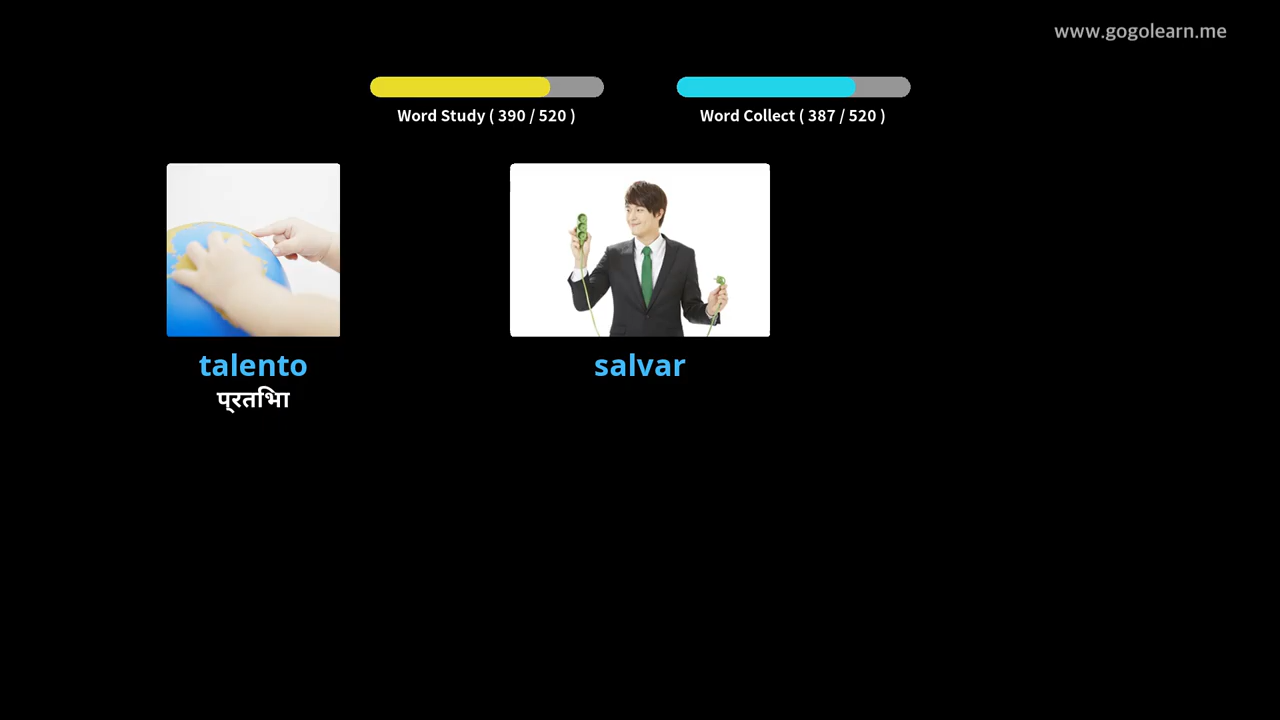 www.gogolearn.me
Word Study ( 390 / 520 )
Word Collect ( 387 / 520 )
talento
प्रतिभा
salvar